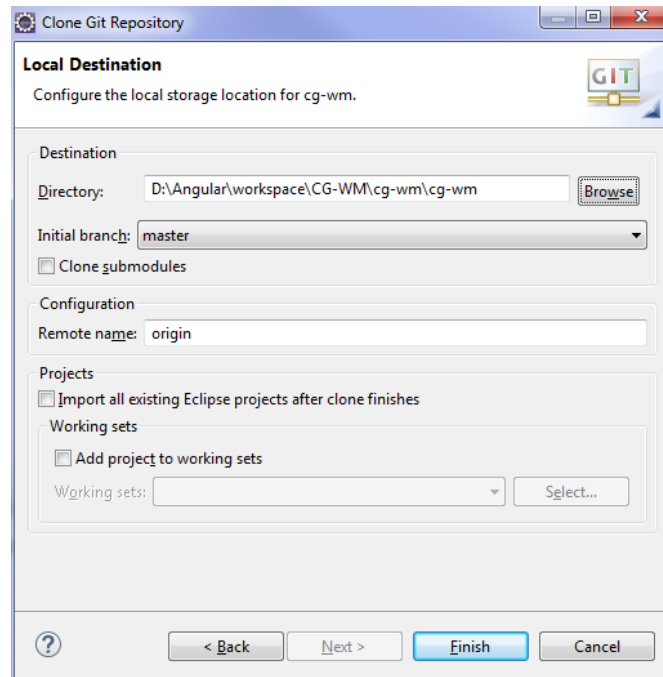 Clone Git Repository
Local Destination
Configure the local storage location for cg-wm.
GIT
Destination
Directory: D:\Angular\workspace\CG-WM\cg-wm\cg-wm Browse
Initial branch: master
Clone submodules
Configuration
Remote name: origin
Projects
Import all existing Eclipse projects after clone finishes
Working sets
Add project to working sets
Working sets: Select...
? < Back Next > Finish Cancel